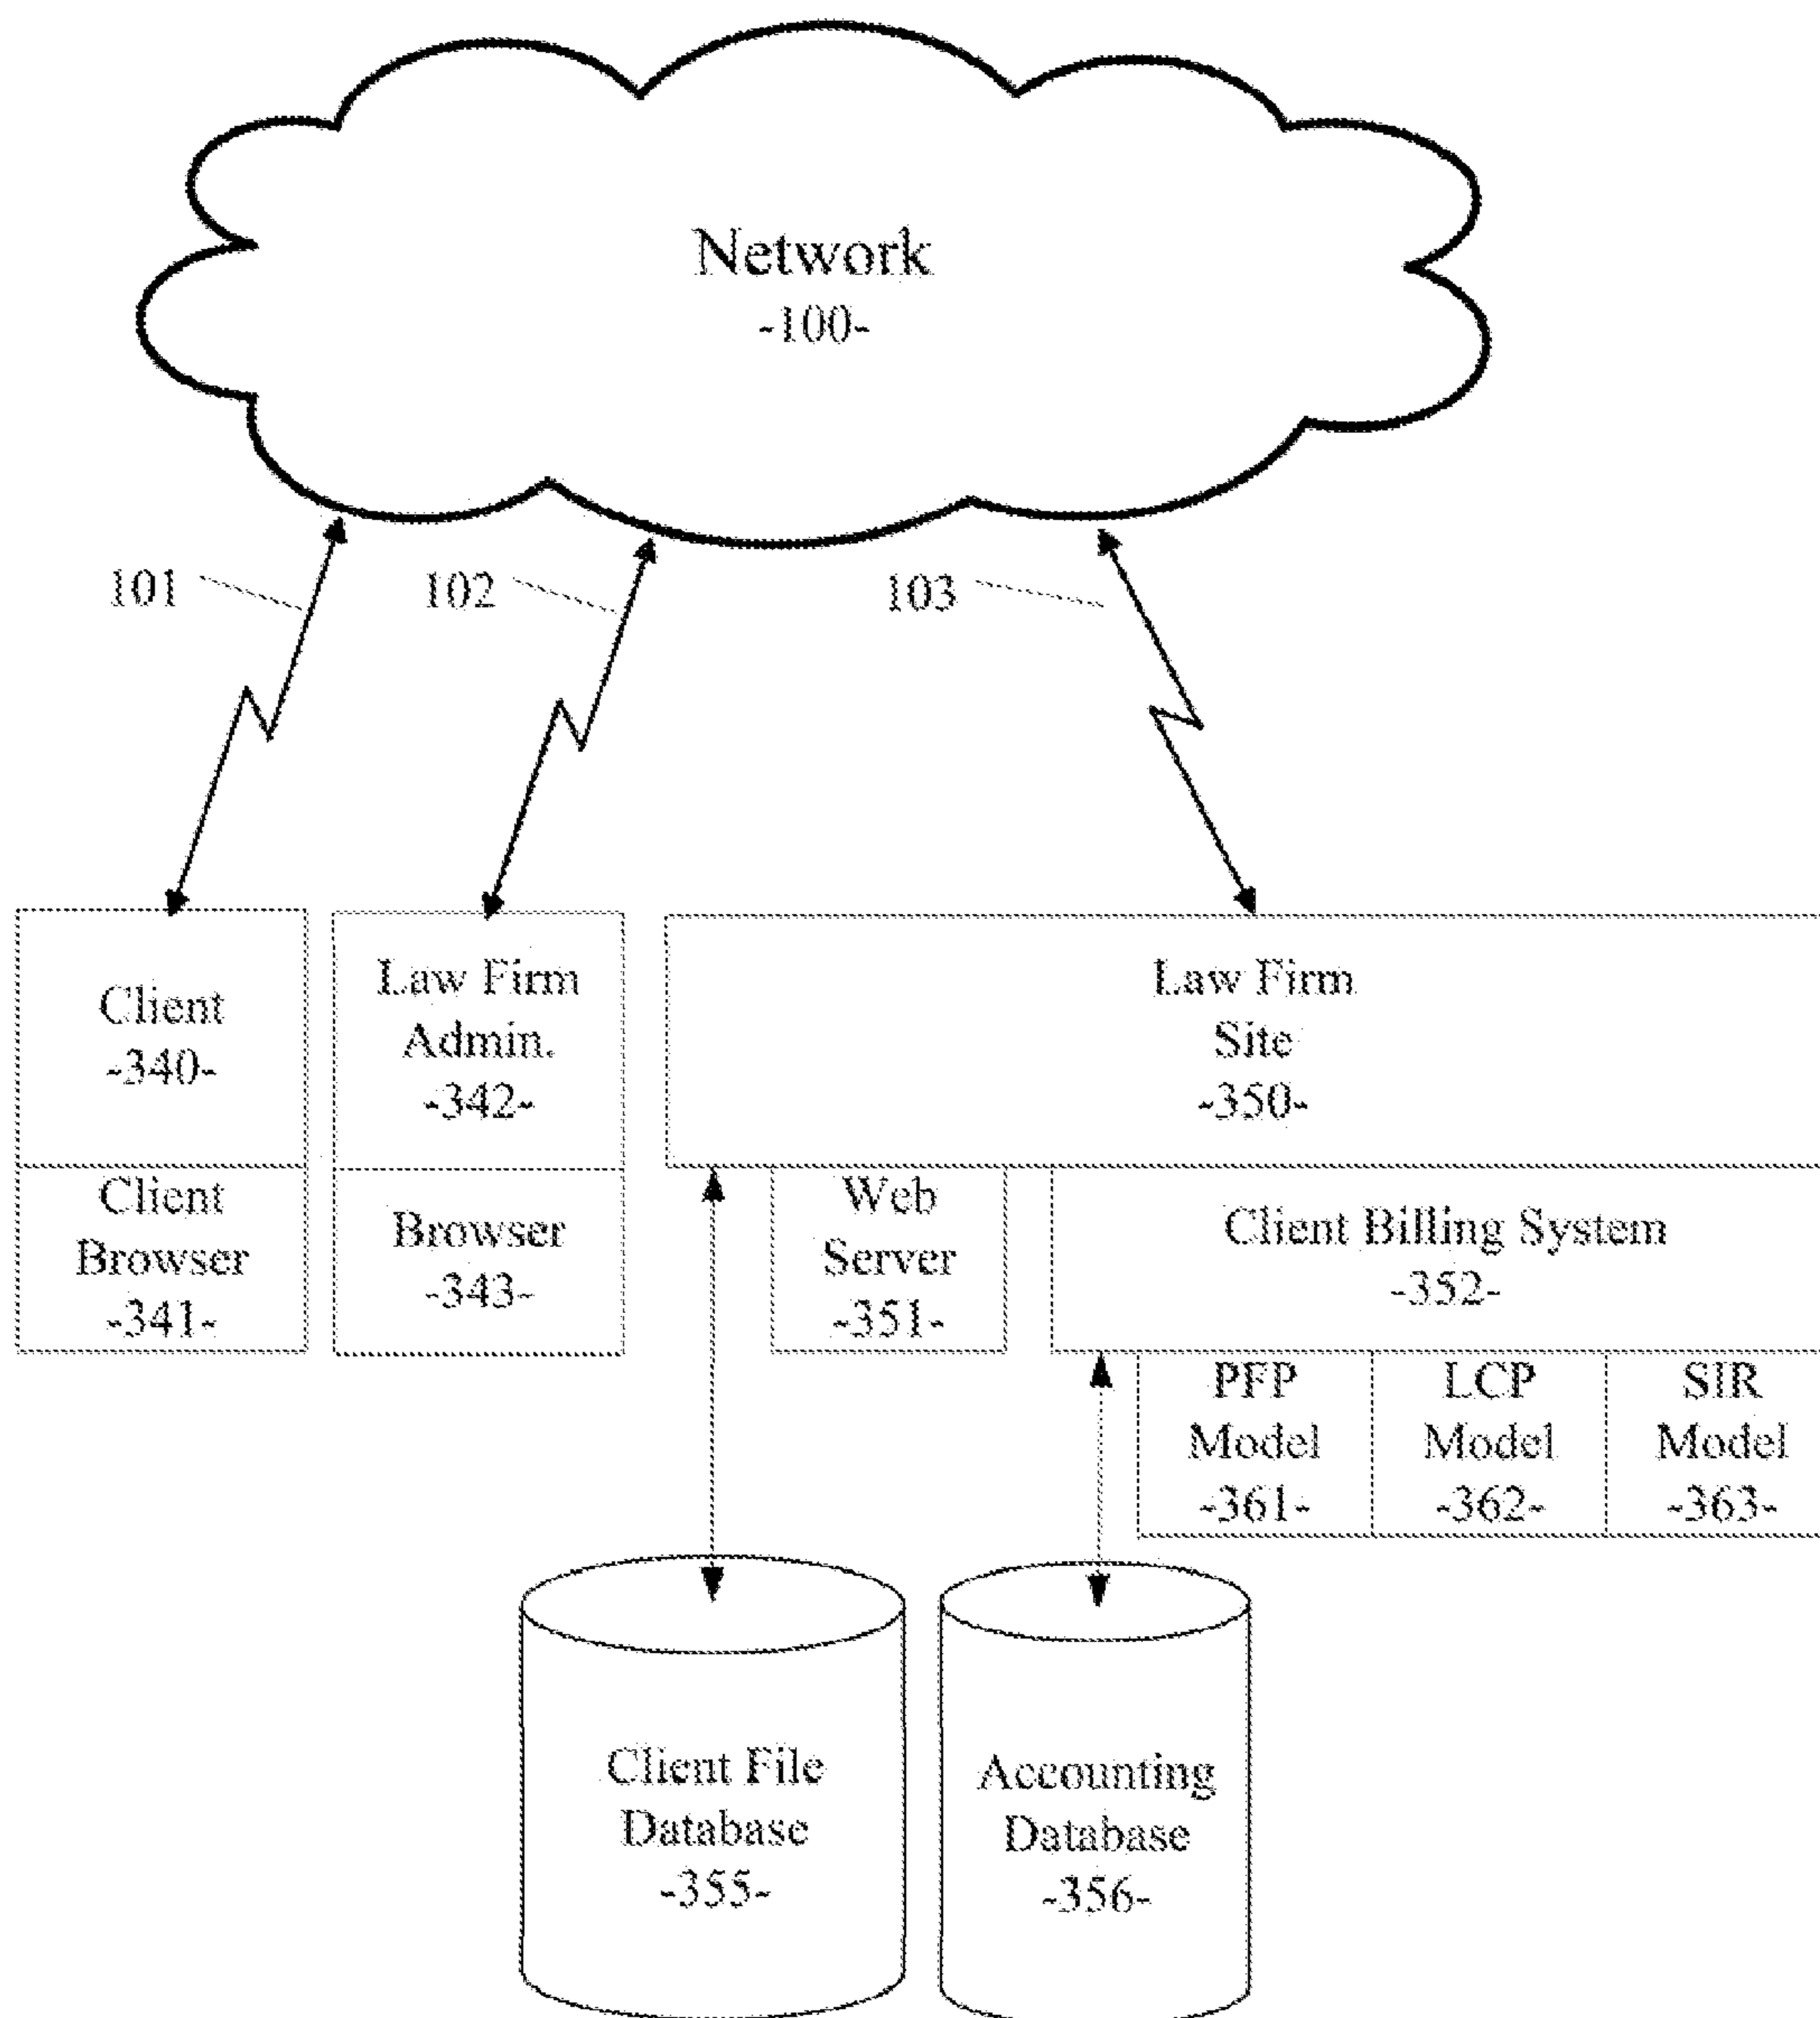 Network
-100-
101
102
103
Client
-340-
Law Firm
Admin.
-342-
Law Firm
Site
-350-
Client
Browser
-341-
Browser
-343-
Web
Server
-351-
Client Billing System
-352-
PFP
Model
-361-
LCP
Model
-362-
SIR
Model
-363-
Client File
Database
-355-
Accounting
Database
-356-